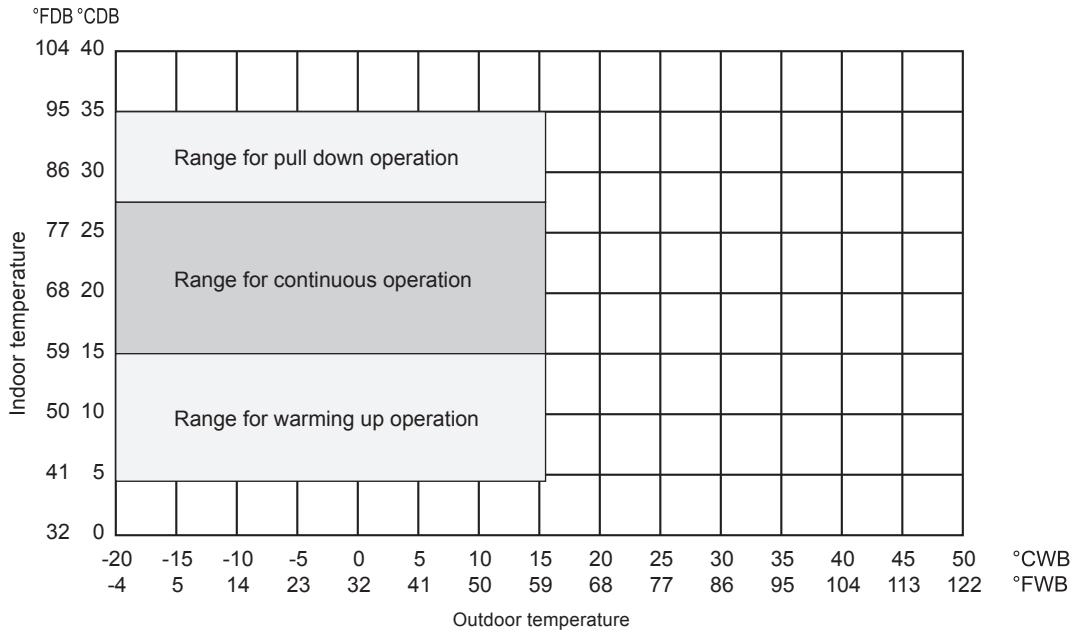 °FDB °CDB
104 40
95 35
Range for pull down operation
86 30
77 25
Range for continuous operation
68 20
59 15
Range for warming up operation
50 10
41 5
32 0
Indoor temperature
-20 -15 -10 -5 0 5 10 15 20 25 30 35 40 45 50 °CWB
-4 5 14 23 32 41 50 59 68 77 86 95 104 113 122 °FWB
Outdoor temperature